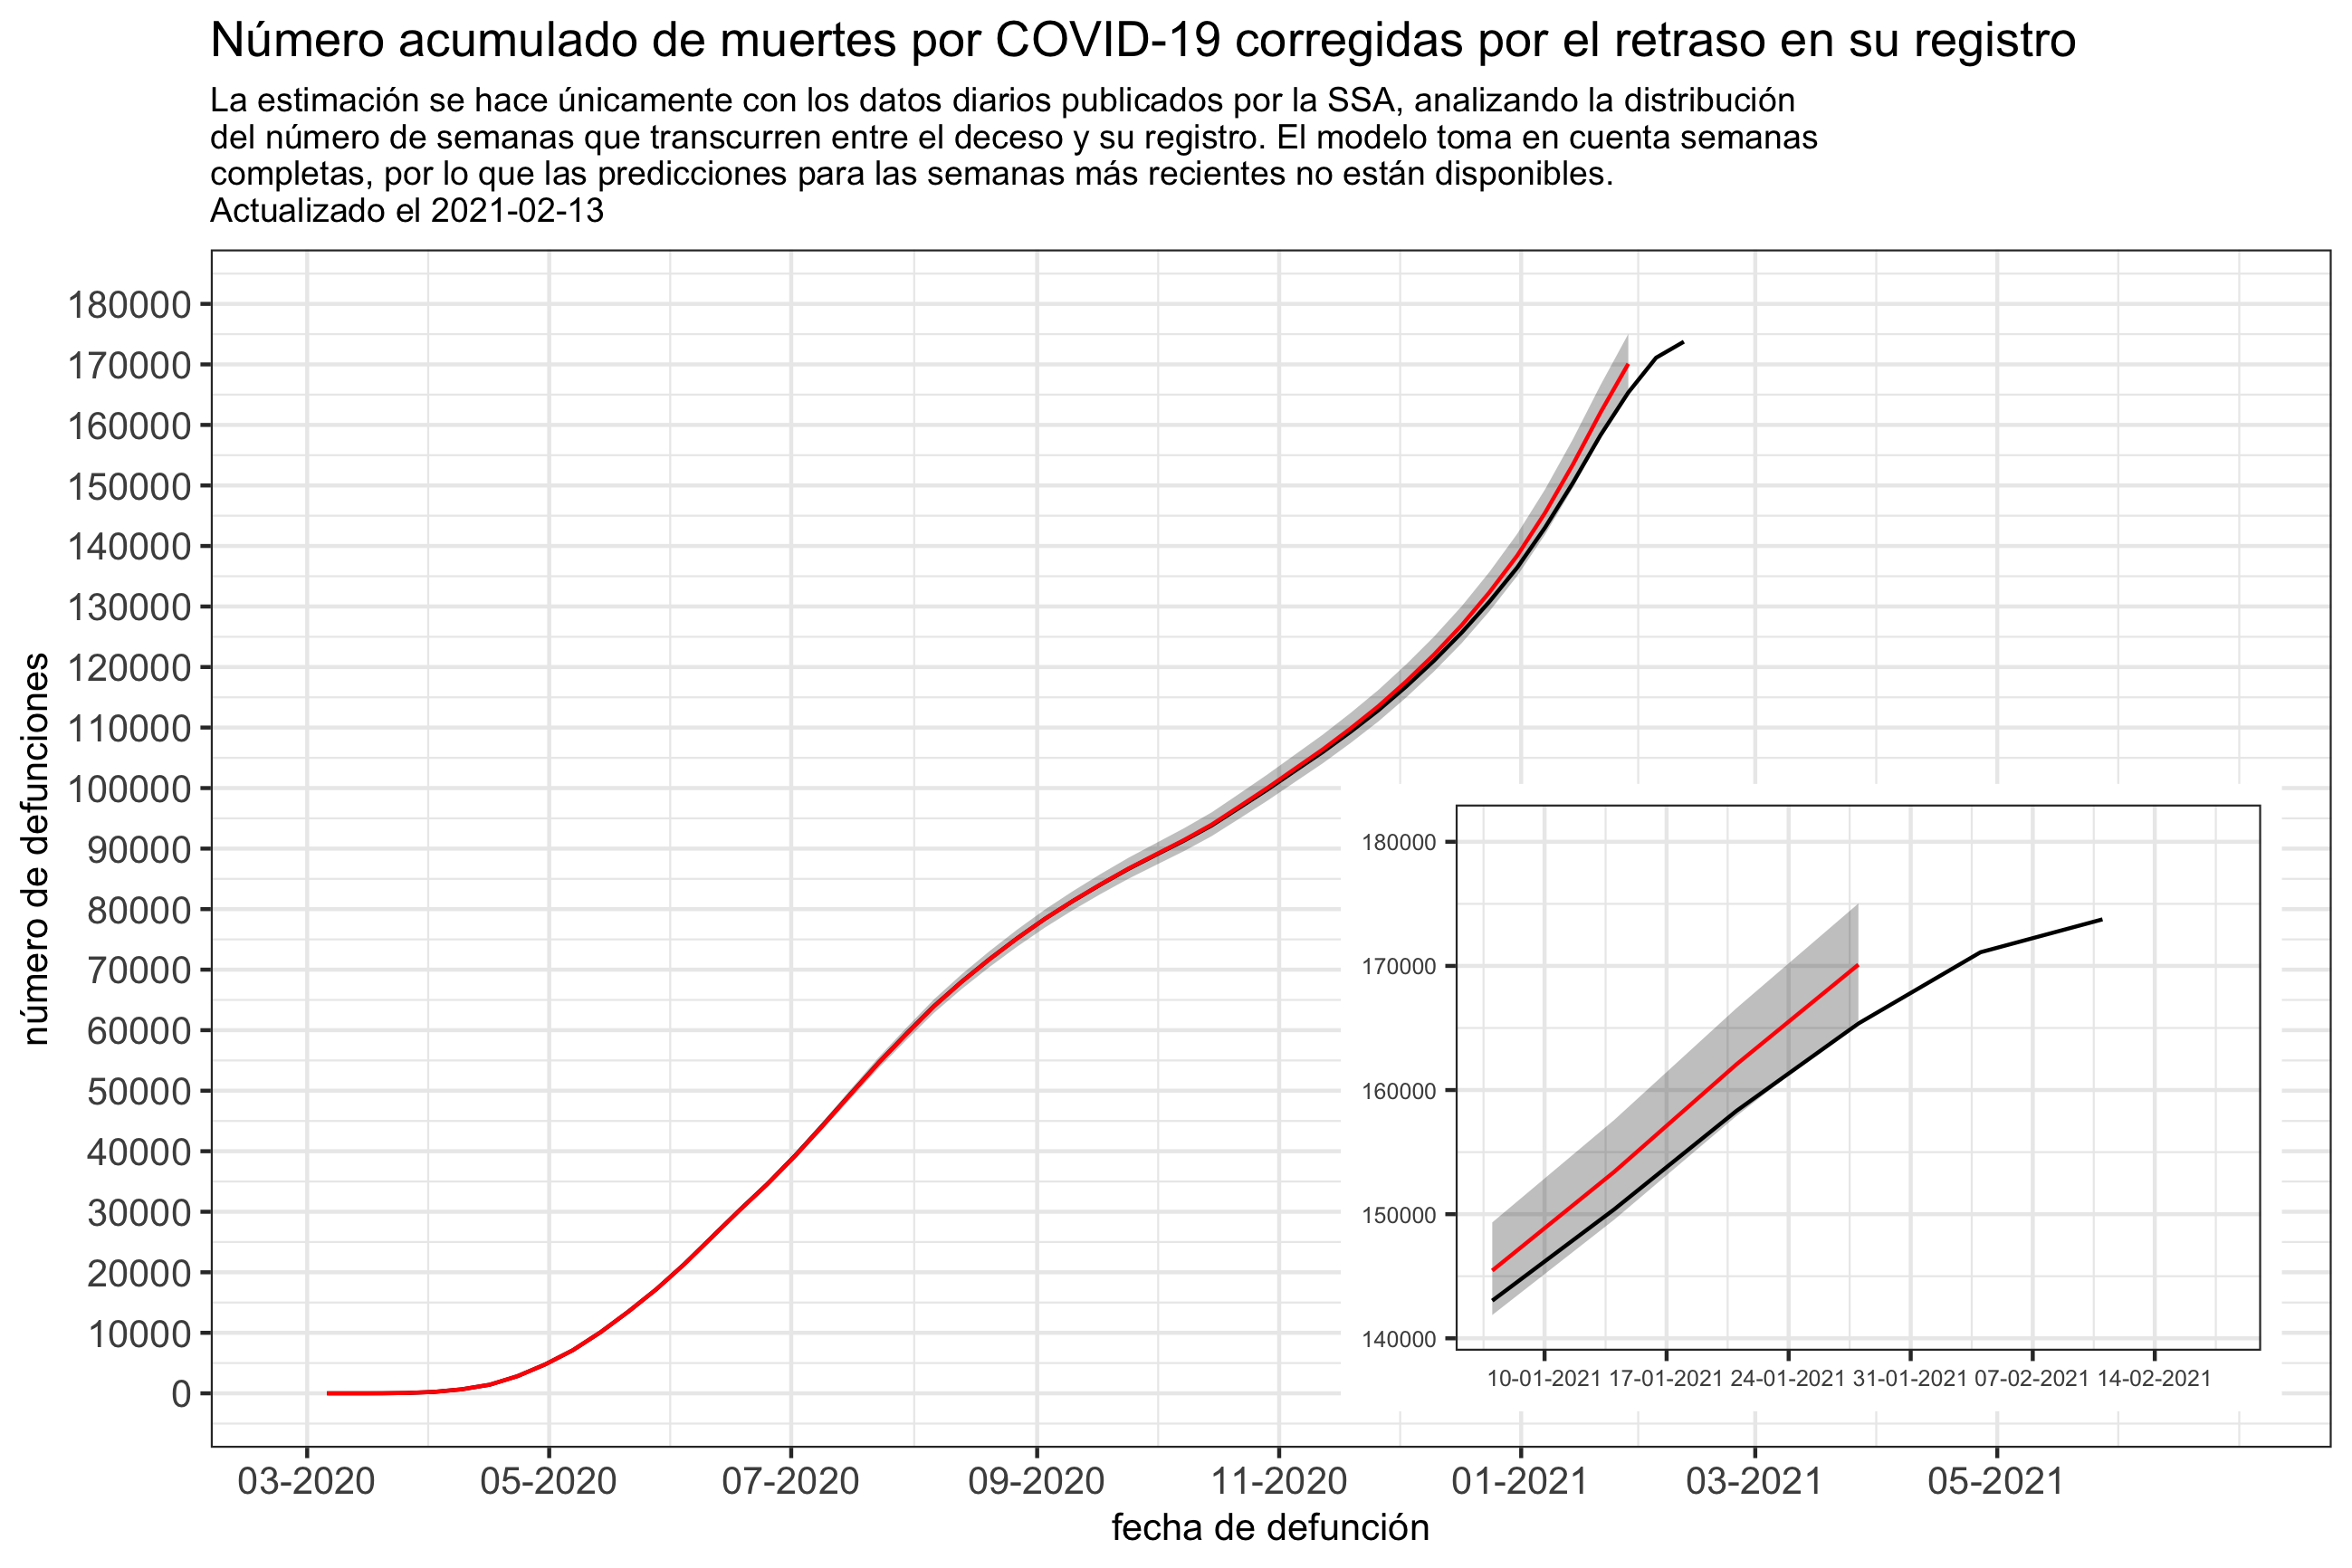 Número acumulado de muertes por COVID-19 corregidas por el retraso en su registro
La estimación se hace únicamente con los datos diarios publicados por la SSA, analizando la distribución
del número de semanas que transcurren entre el deceso y su registro. El modelo toma en cuenta semanas
completas, por lo que las predicciones para las semanas más recientes no están disponibles.
Actualizado el 2021-02-13
número de defunciones
180000
170000
160000
150000
140000
130000
120000
110000
100000
90000
80000
70000
60000
50000
40000
30000
20000
10000
0
180000
170000
160000
150000
140000
10-01-2021 17-01-2021 24-01-2021 31-01-2021 07-02-2021 14-02-2021
03-2020 05-2020 07-2020 09-2020 11-2020 01-2021 03-2021 05-2021
fecha de defunción